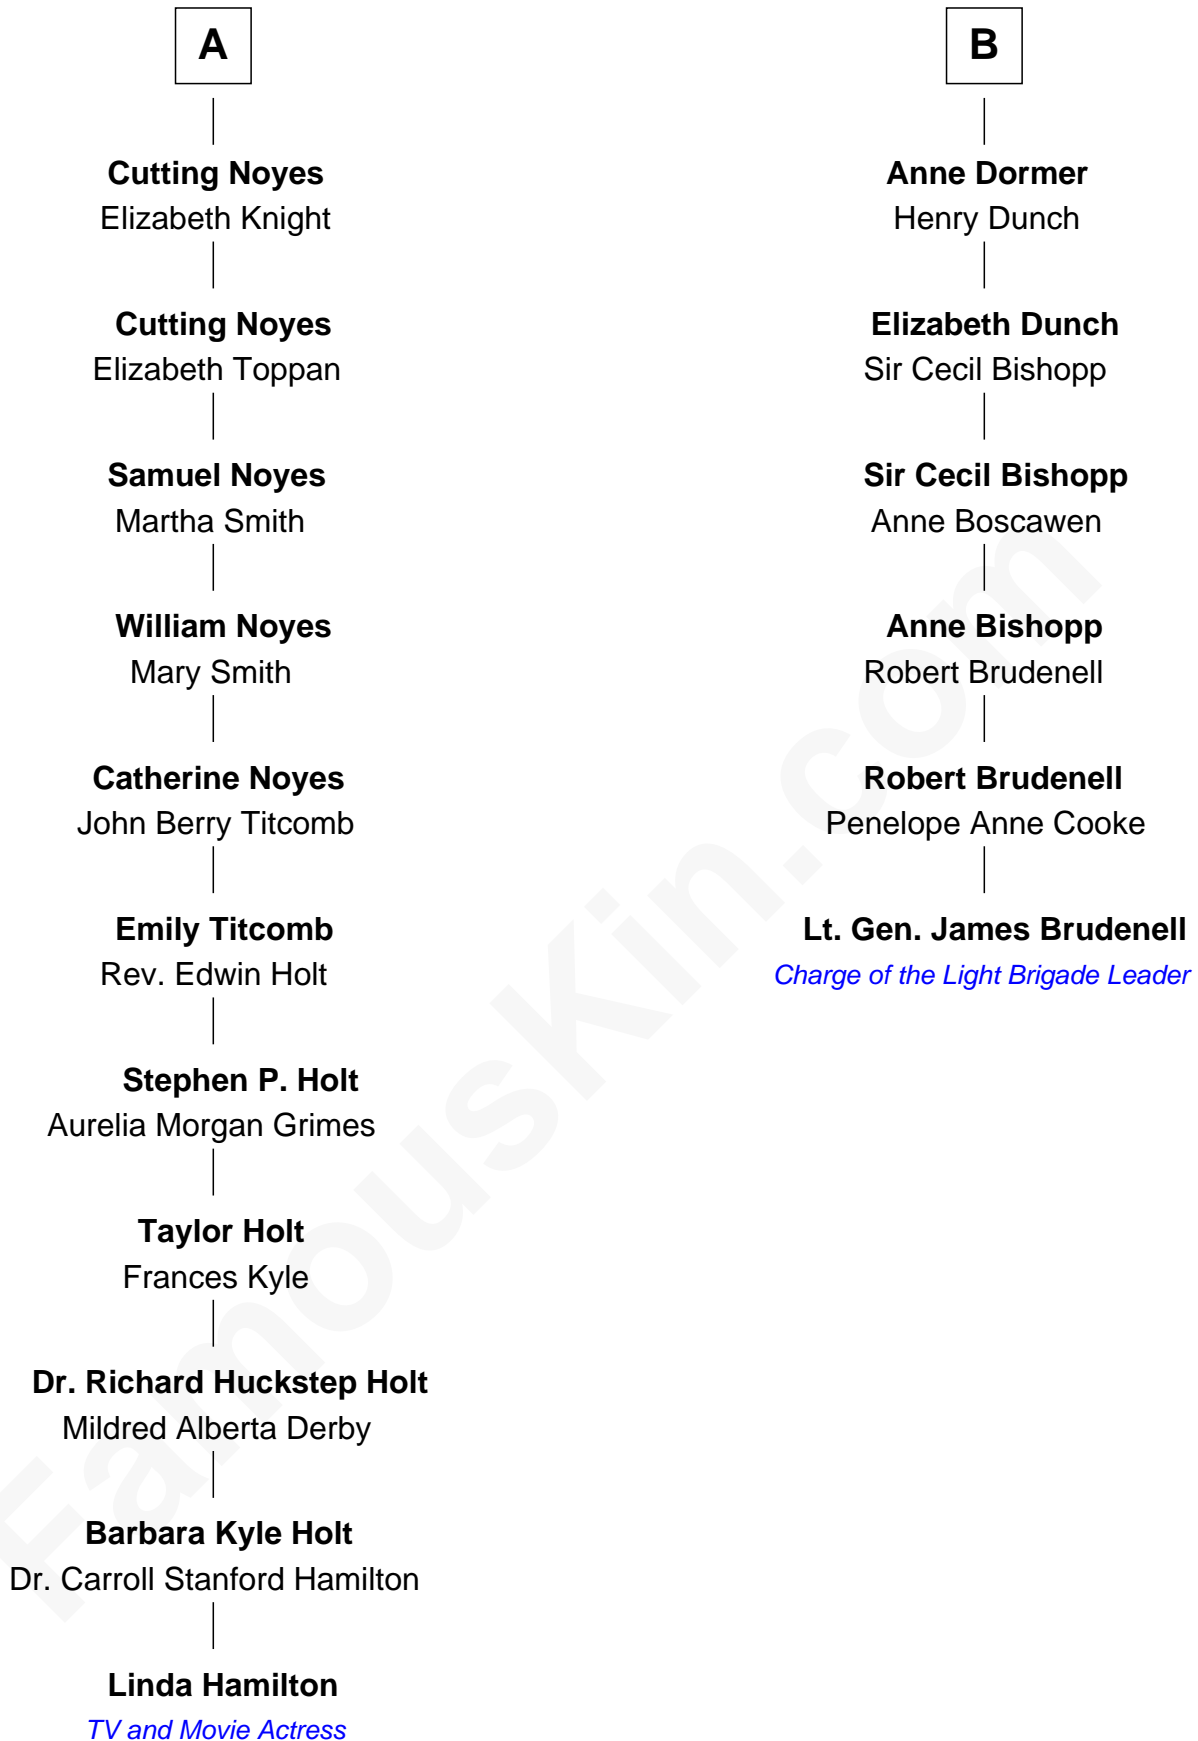 A
Cutting Noyes
Elizabeth Knight
Cutting Noyes
Elizabeth Toppan
Samuel Noyes
Martha Smith
William Noyes
Mary Smith
Catherine Noyes
John Berry Titcomb
Emily Titcomb
Rev. Edwin Holt
Stephen P. Holt
Aurelia Morgan Grimes
Taylor Holt
Frances Kyle
Dr. Richard Huckstep Holt
Mildred Alberta Derby
Barbara Kyle Holt
Dr. Carroll Stanford Hamilton
Linda Hamilton
TV and Movie Actress
B
Anne Dormer
Henry Dunch
Elizabeth Dunch
Sir Cecil Bishopp
Sir Cecil Bishopp
Anne Boscawen
Anne Bishopp
Robert Brudenell
Robert Brudenell
Penelope Anne Cooke
Lt. Gen. James Brudenell
Charge of the Light Brigade Leader
FamousKin.com